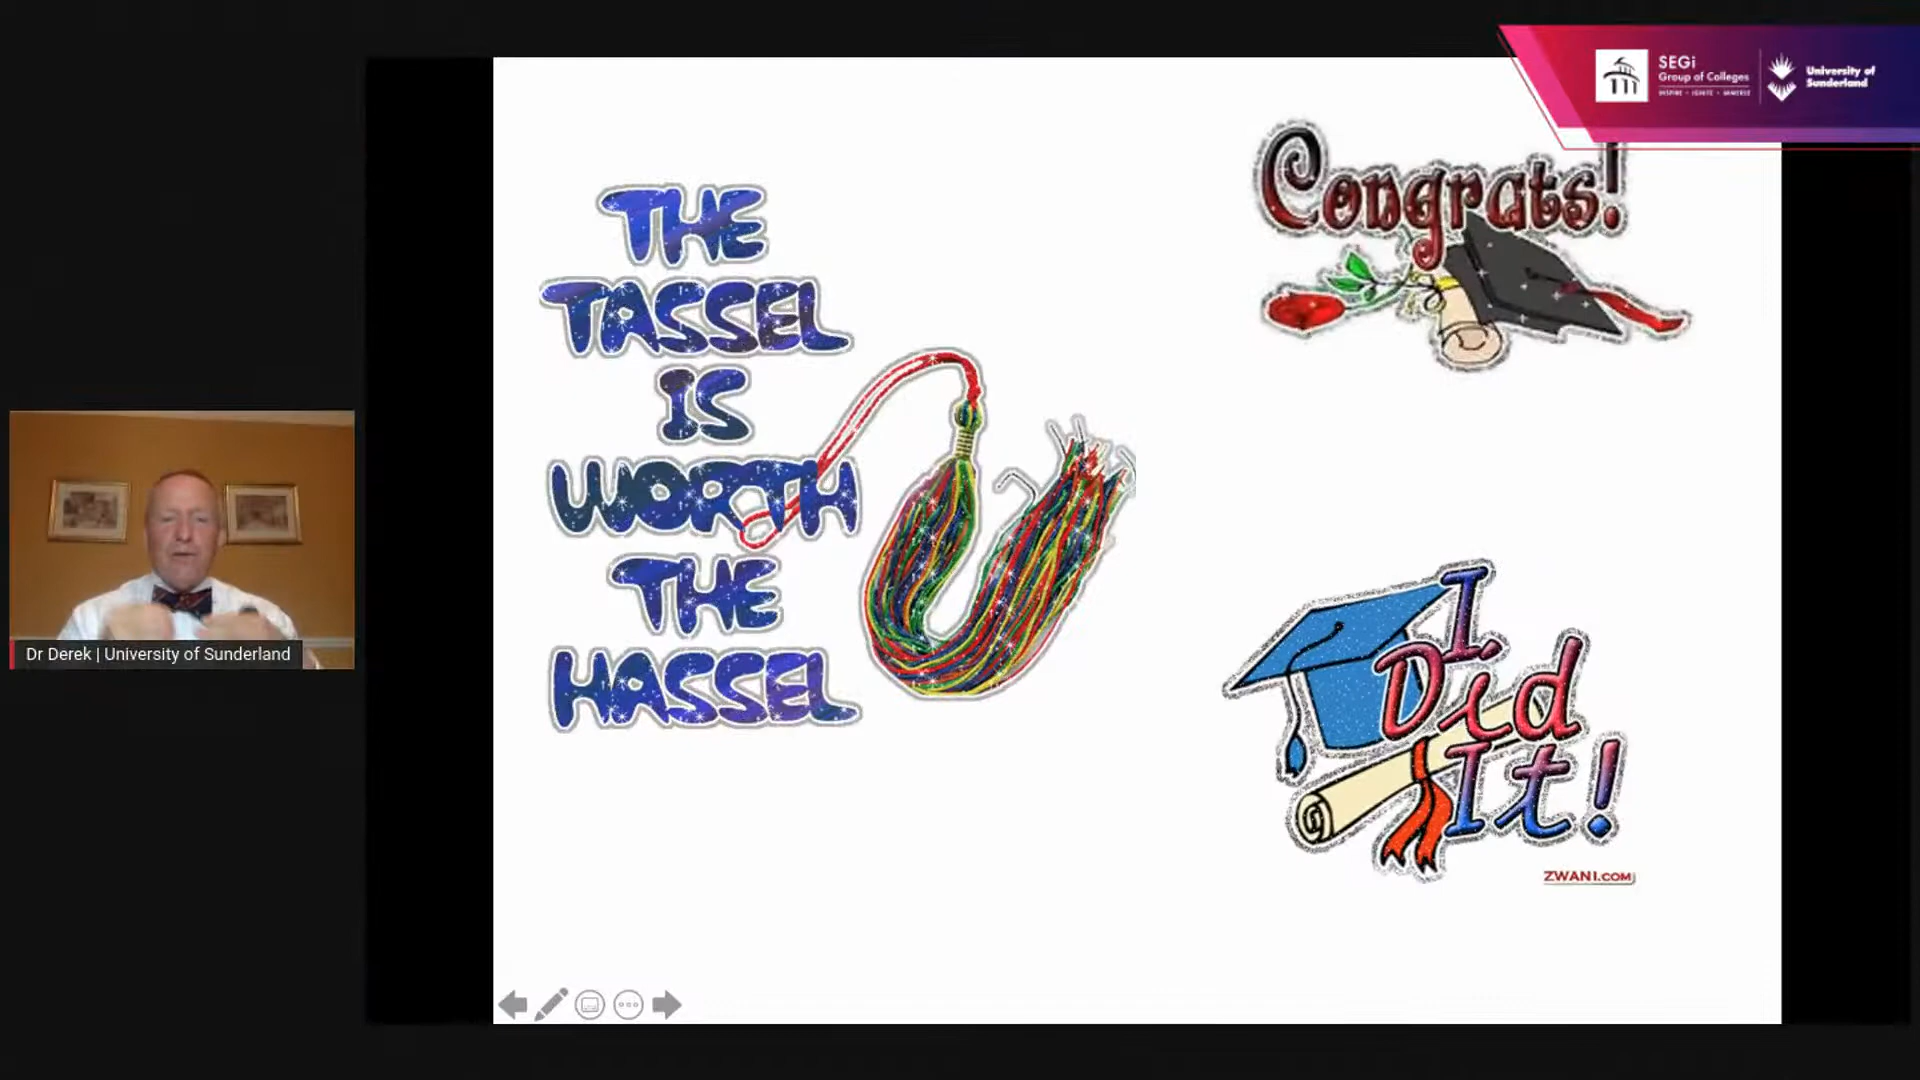 SEGi
Group of Colleges
INSPIRE • IGNITE • IMMERSE
University of
Sunderland
THE
TASSEL
IS
WORTH
THE
HASSEL
Congrats!
I
Did
It!
ZWANI.COM
Dr Derek | University of Sunderland